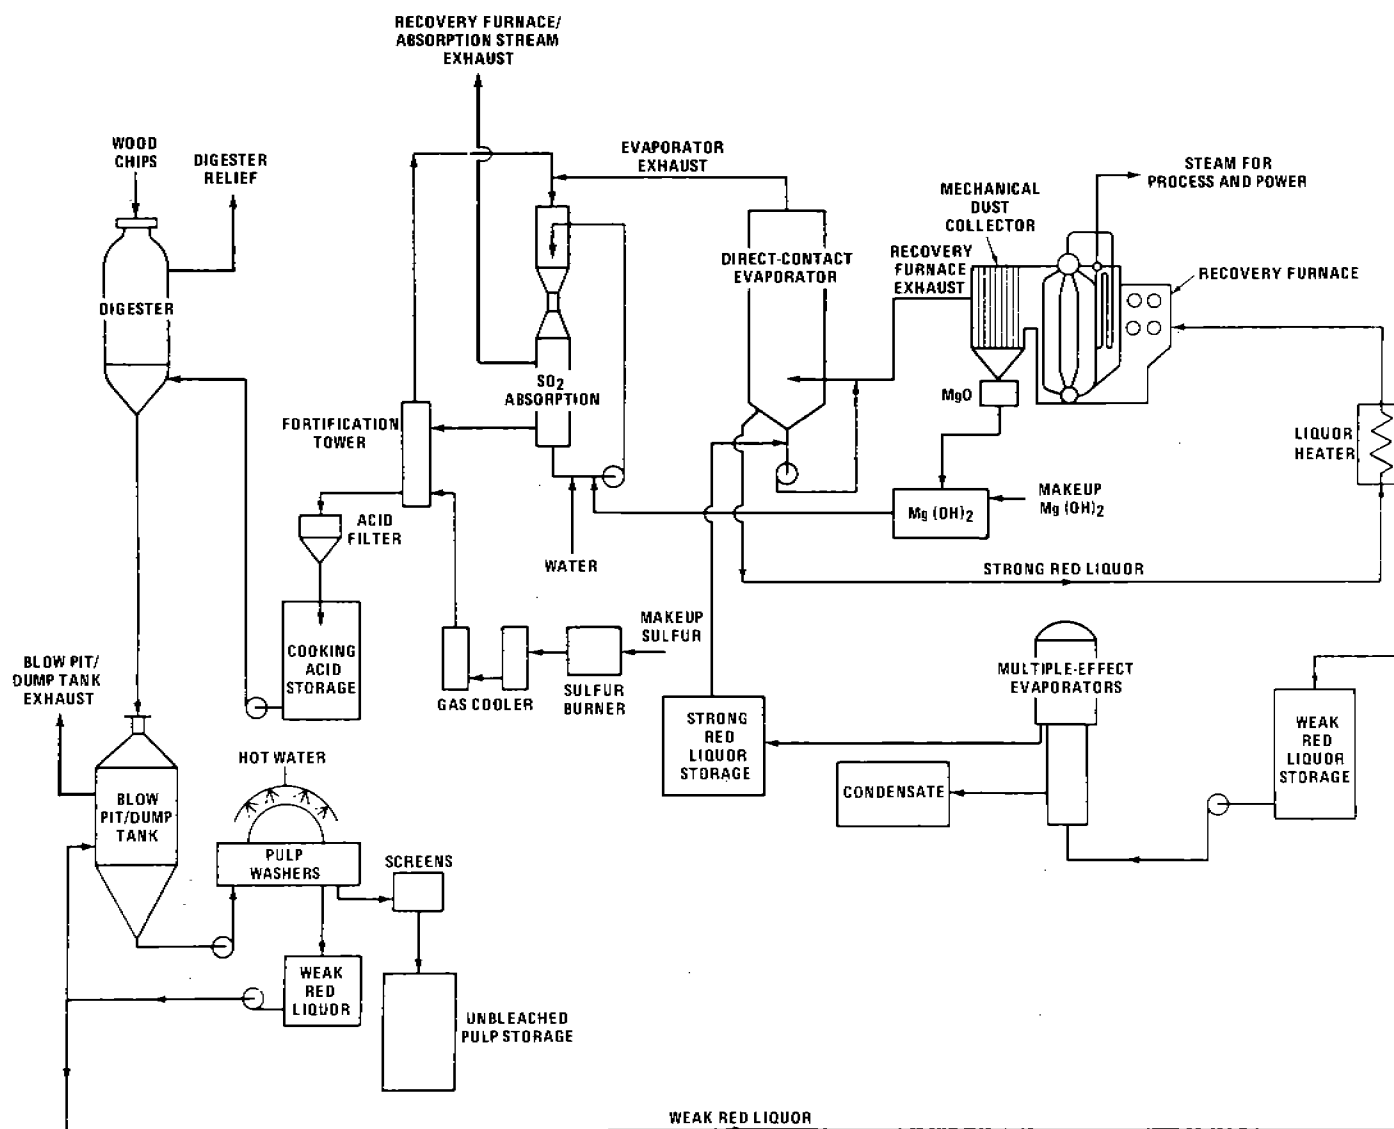 RECOVERY FURNACE/
ABSORPTION STREAM
EXHAUST
WOOD
CHIPS
DIGESTER
RELIEF
EVAPORATOR
EXHAUST
STEAM FOR
PROCESS AND POWER
MECHANICAL
DUST
COLLECTOR
DIRECT-CONTACT
EVAPORATOR
RECOVERY
FURNACE
EXHAUST
RECOVERY FURNACE
DIGESTER
SO2
ABSORPTION
MgO
FORTIFICATION
TOWER
LIQUOR
HEATER
MAKEUP
Mg (OH)2
Mg (OH)2
ACID
FILTER
WATER
STRONG RED LIQUOR
MAKEUP
SULFUR
COOKING
ACID
STORAGE
BLOW PIT/
DUMP TANK
EXHAUST
GAS COOLER
SULFUR
BURNER
MULTIPLE-EFFECT
EVAPORATORS
STRONG
RED
LIQUOR
STORAGE
WEAK
RED
LIQUOR
STORAGE
HOT WATER
CONDENSATE
BLOW
PIT/DUMP
TANK
PULP
WASHERS
SCREENS
WEAK
RED
LIQUOR
UNBLEACHED
PULP STORAGE
WEAK RED LIQUOR